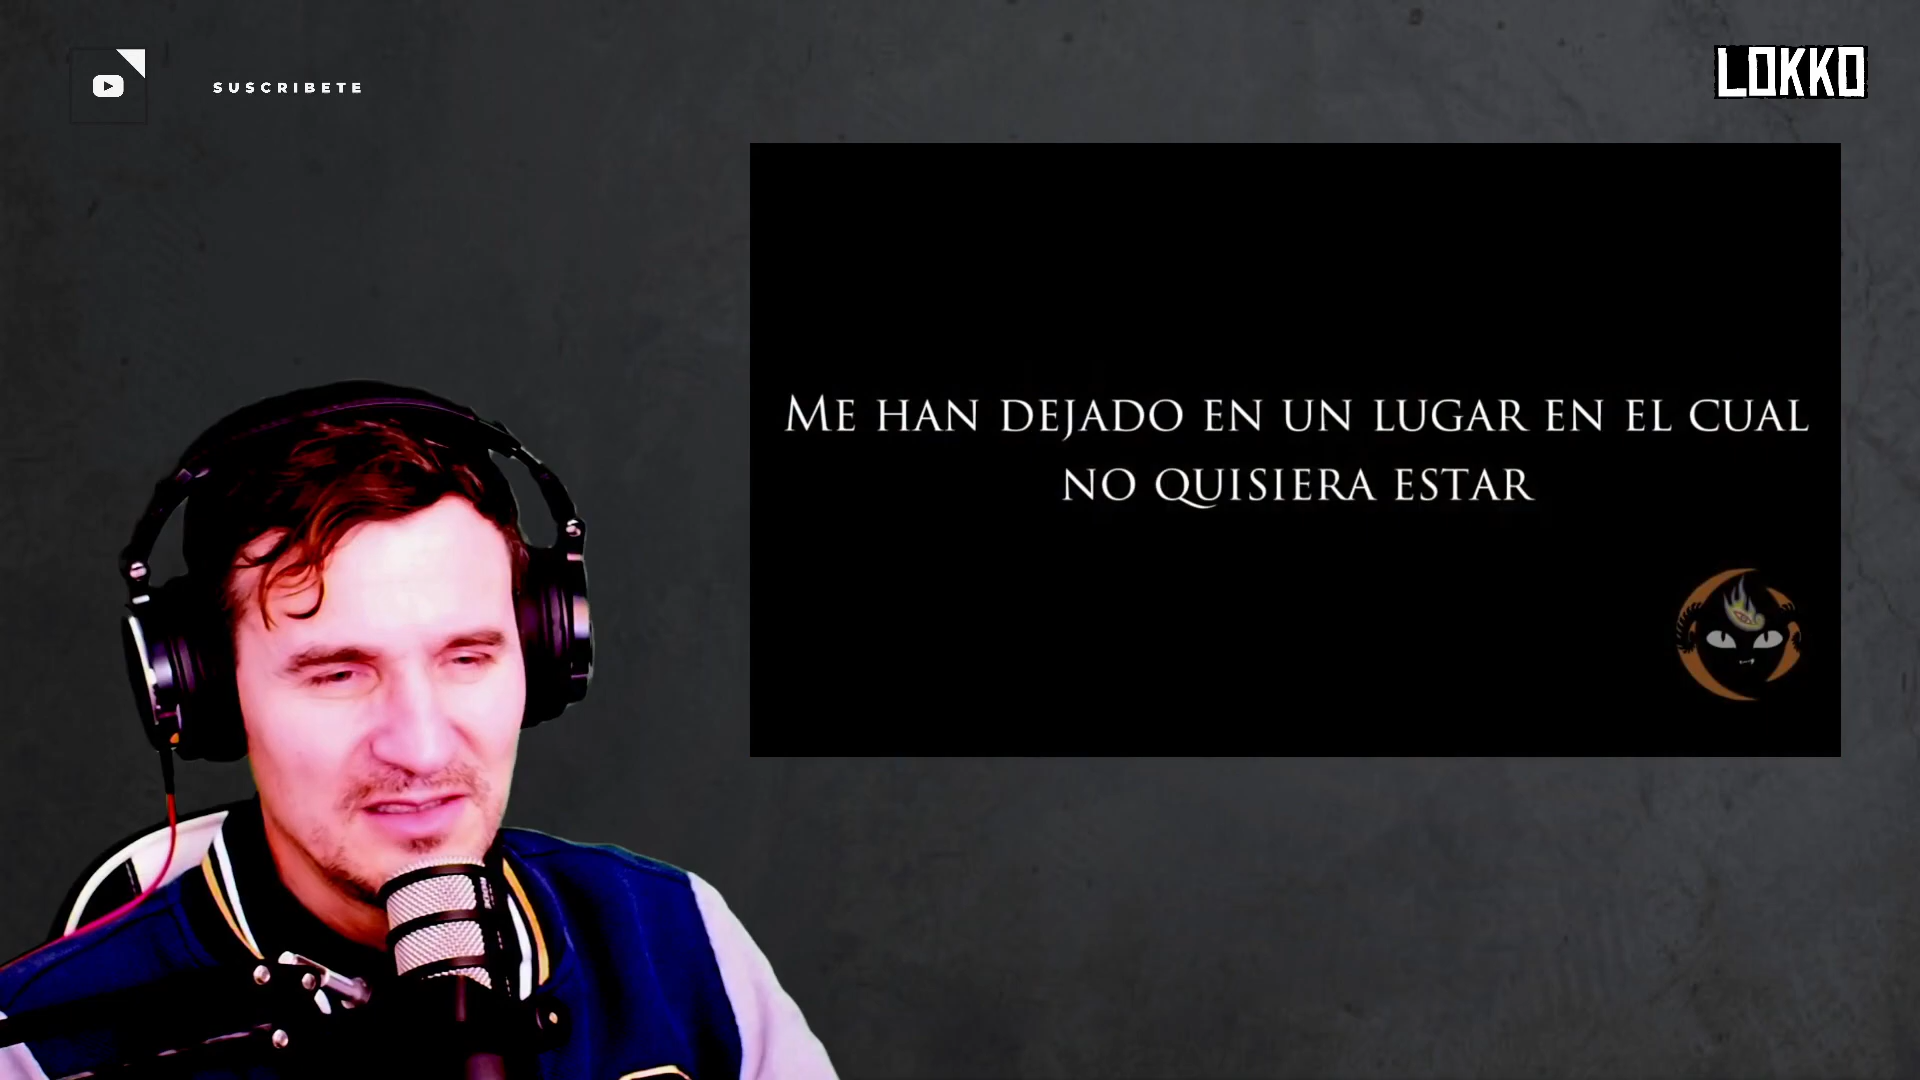 SUSCRIBETE
LOKKO
ME HAN DEJADO EN UN LUGAR EN EL CUAL
NO QUISIERA ESTAR